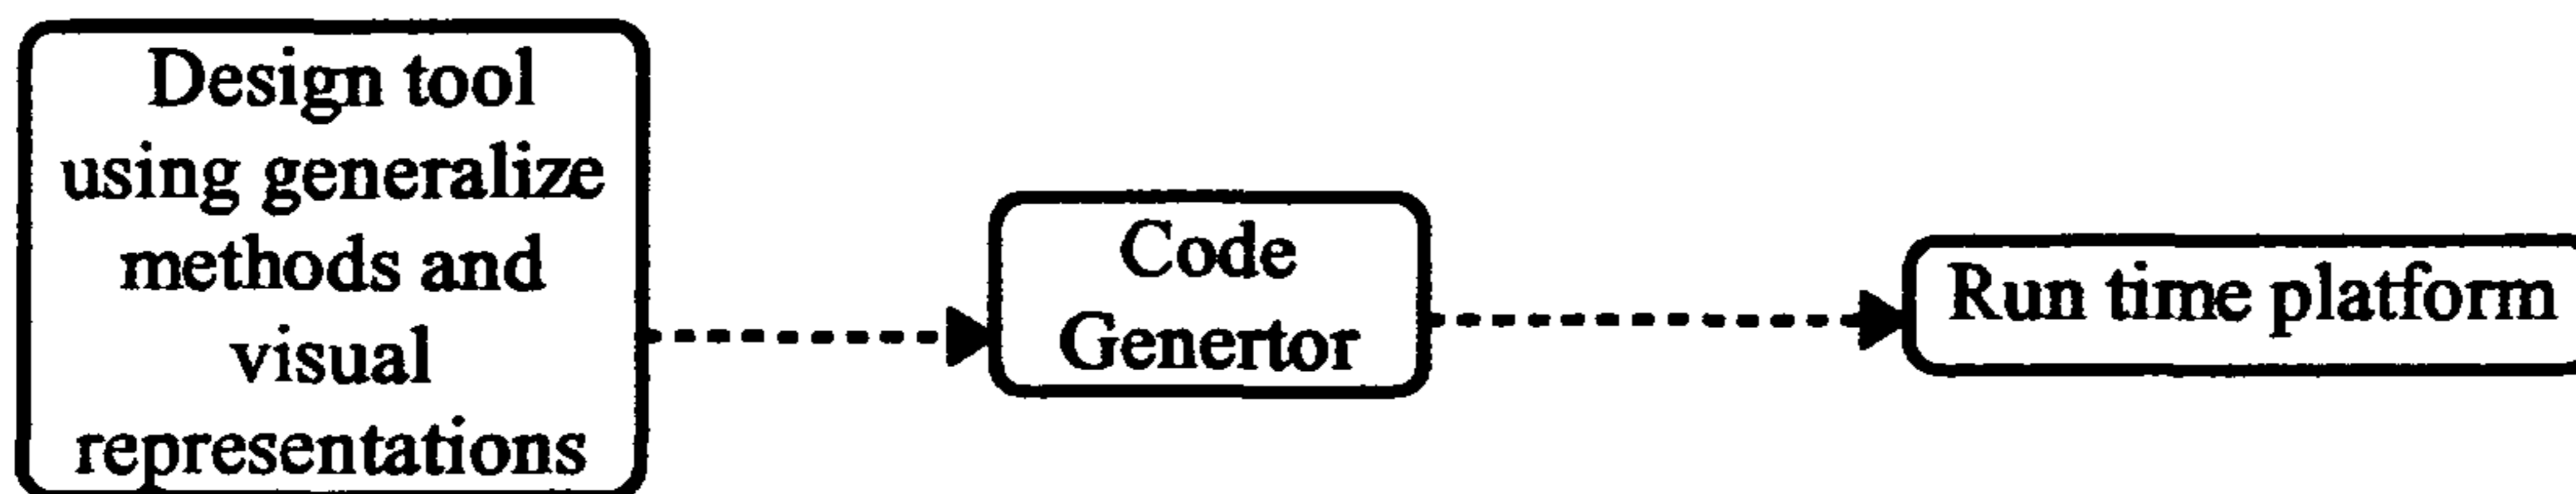 Design tool
using generalize
methods and
visual
representations
Code
Genertor
Run time platform